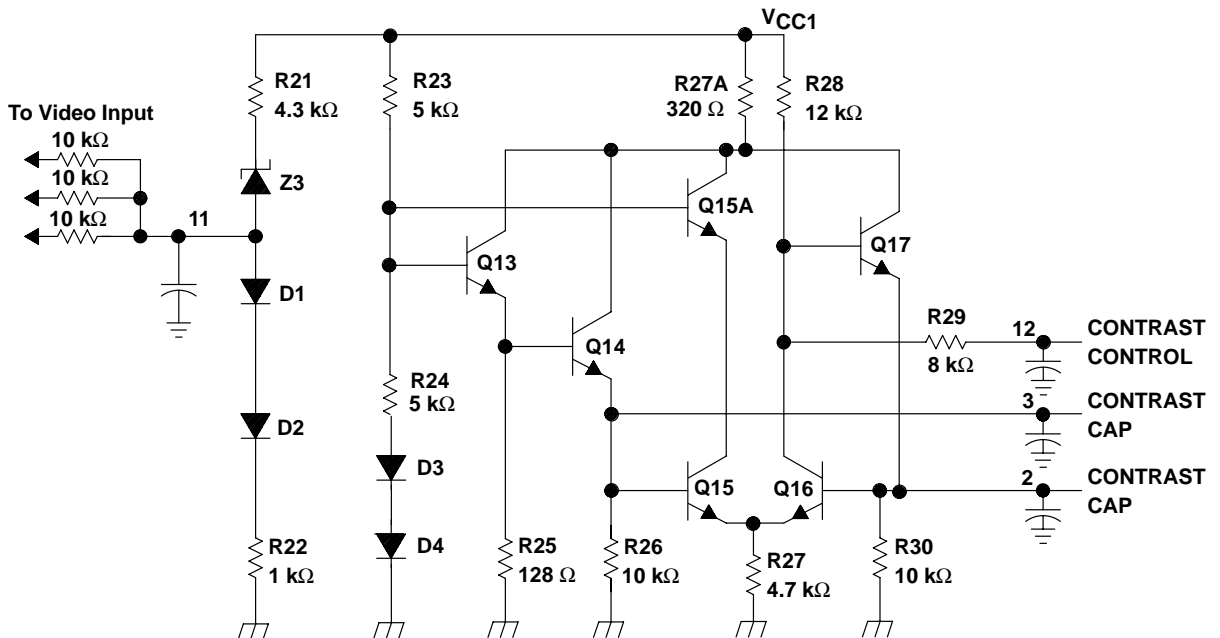 VCC1
R21
4.3 kΩ
R23
5 kΩ
R27A
320 Ω
R28
12 kΩ
To Video Input
10 kΩ
10 kΩ
10 kΩ
Z3
11
Q15A
Q13
Q17
D1
R29
8 kΩ
12
CONTRAST
CONTROL
Q14
R24
5 kΩ
3
CONTRAST
CAP
D2
D3
Q15
Q16
2
CONTRAST
CAP
D4
R22
1 kΩ
R25
128 Ω
R26
10 kΩ
R27
4.7 kΩ
R30
10 kΩ